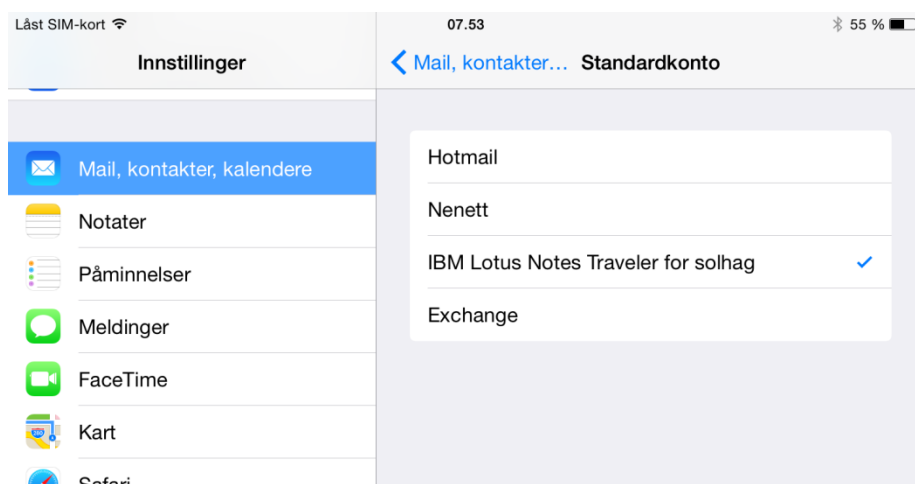 Låst SIM-kort
07.53
55 %
Innstillinger
Mail, kontakter... Standardkonto
Mail, kontakter, kalendere
Notater
Påminnelser
Meldinger
FaceTime
Kart
Safari
Hotmail
Nenett
IBM Lotus Notes Traveler for solhag
Exchange